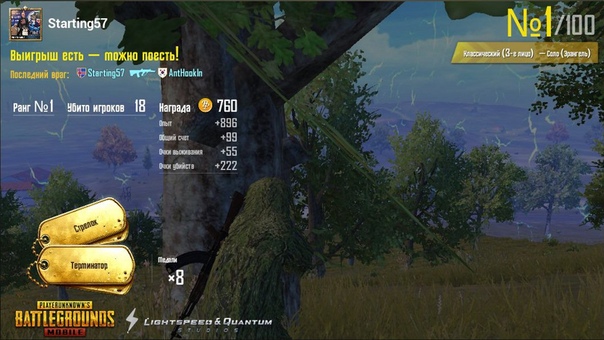 Starting57
№1/100
Выигрыш есть — можно поесть!
Классический (3-е лицо) — Соло (Эрангель)
Последний враг: Starting57 AntHookIn
Ранг №1 Убито игроков 18 Награда 760
Опыт +896
Общий счет +99
Очки выживания +55
Очки убийств +222
Стрелок
Терминатор
Медали
×8
PLAYERUNKNOWN'S
BATTLEGROUNDS
MOBILE
LIGHTSPEED & QUANTUM
STUDIOS